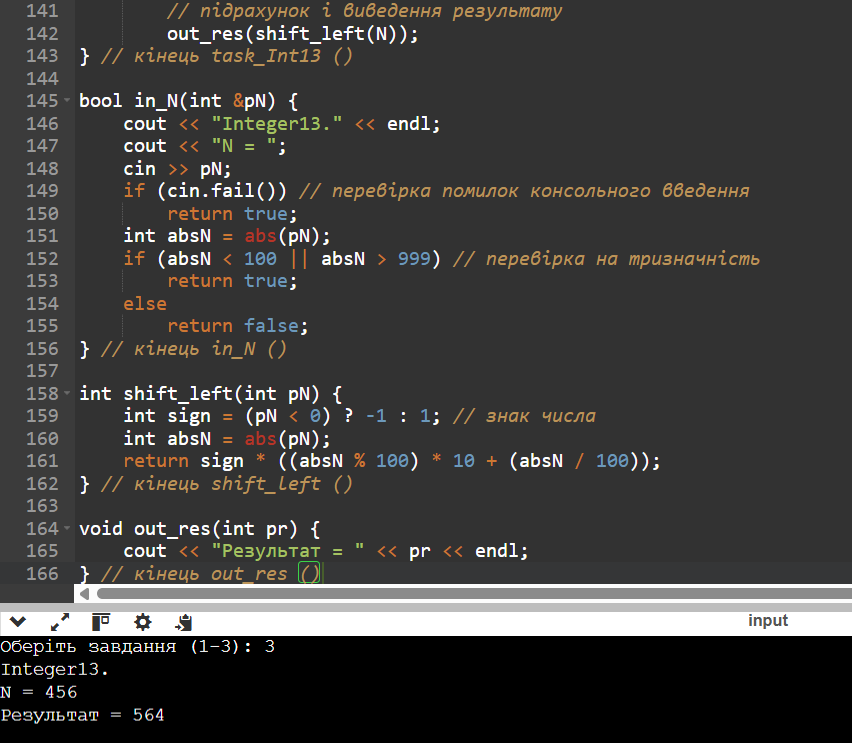 141 // підрахунок і виведення результату
142 out_res(shift_left(N));
143 } // кінець task_Int13 ()
144
145 bool in_N(int &pN) {
146 cout << "Integer13." << endl;
147 cout << "N = ";
148 cin >> pN;
149 if (cin.fail()) // перевірка помилок консольного введення
150 return true;
151 int absN = abs(pN);
152 if (absN < 100 || absN > 999) // перевірка на тризначність
153 return true;
154 else
155 return false;
156 } // кінець in_N ()
157
158 int shift_left(int pN) {
159 int sign = (pN < 0) ? -1 : 1; // знак числа
160 int absN = abs(pN);
161 return sign * ((absN % 100) * 10 + (absN / 100));
162 } // кінець shift_left ()
163
164 void out_res(int pr) {
165 cout << "Результат = " << pr << endl;
166 } // кінець out_res ()
input
Оберіть завдання (1-3): 3
Integer13.
N = 456
Результат = 564